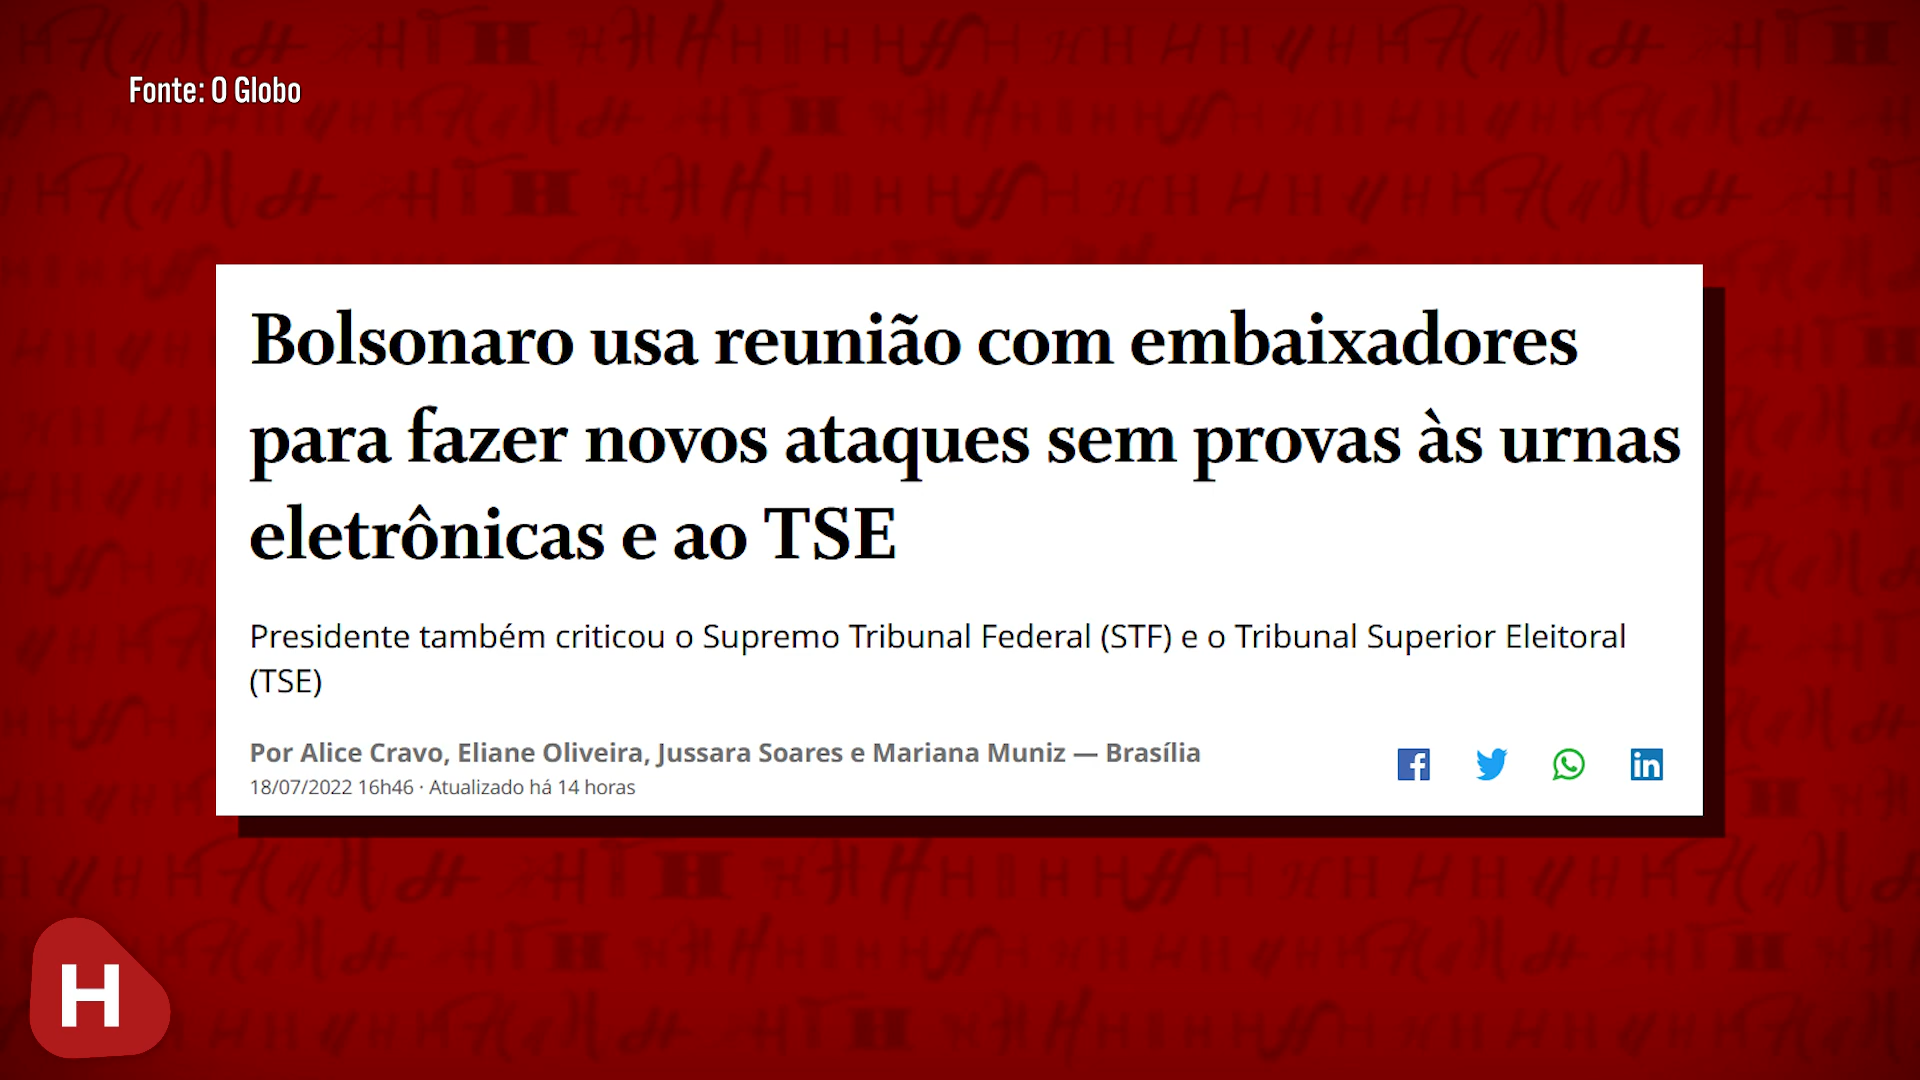 Fonte: O Globo
Bolsonaro usa reunião com embaixadores
para fazer novos ataques sem provas às urnas
eletrônicas e ao TSE
Presidente também criticou o Supremo Tribunal Federal (STF) e o Tribunal Superior Eleitoral
(TSE)
Por Alice Cravo, Eliane Oliveira, Jussara Soares e Mariana Muniz — Brasília
18/07/2022 16h46 · Atualizado há 14 horas
H